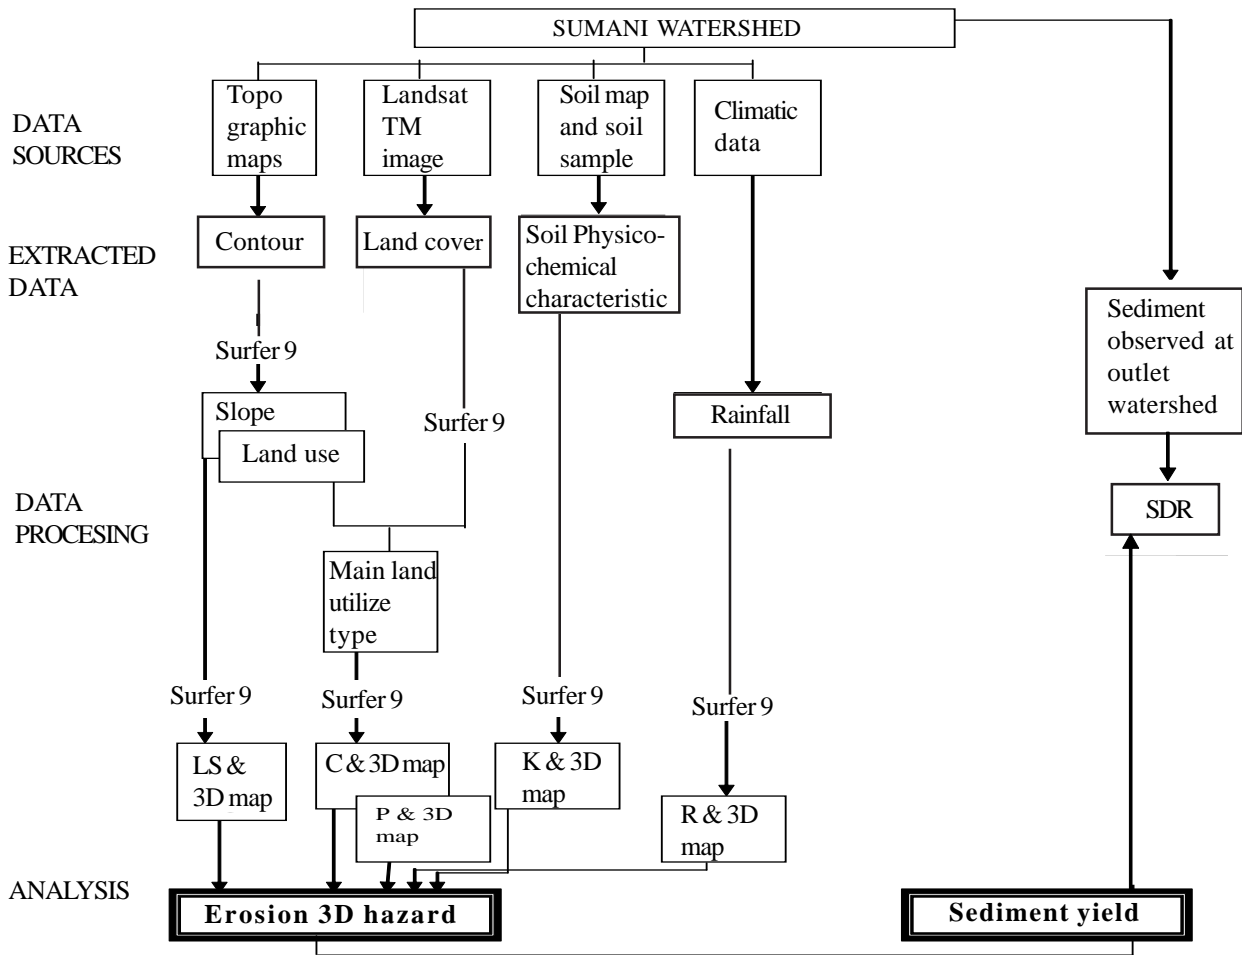 SUMANI WATERSHED
DATA
SOURCES
Topo
graphic
maps
Landsat
TM
image
Soil map
and soil
sample
Climatic
data
EXTRACTED
DATA
Contour
Land cover
Soil Physico-
chemical
characteristic
Sediment
observed at
outlet
watershed
Surfer 9
Surfer 9
Slope
Land use
Rainfall
DATA
PROCESING
SDR
Main land
utilize
type
Surfer 9
Surfer 9
Surfer 9
Surfer 9
LS &
3D map
C & 3D map
P & 3D
map
K & 3D
map
R & 3D
map
ANALYSIS
Erosion 3D hazard
Sediment yield